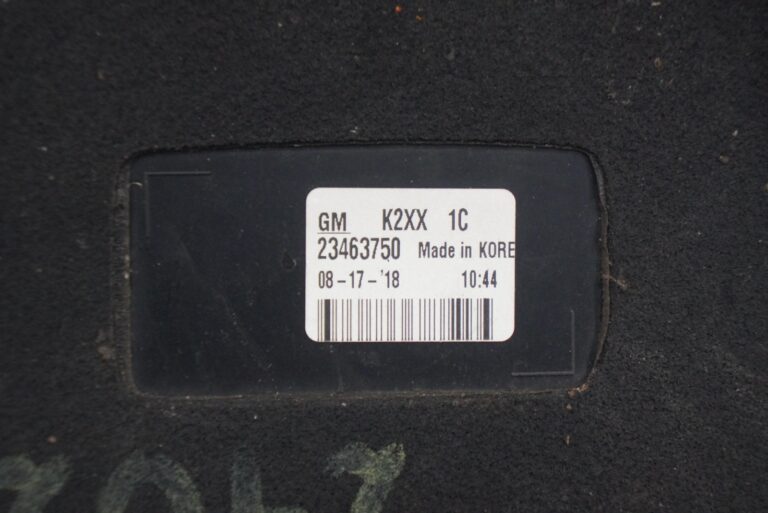 GM K2XX 1C
23463750 Made in KORE
08-17-'18 10:44